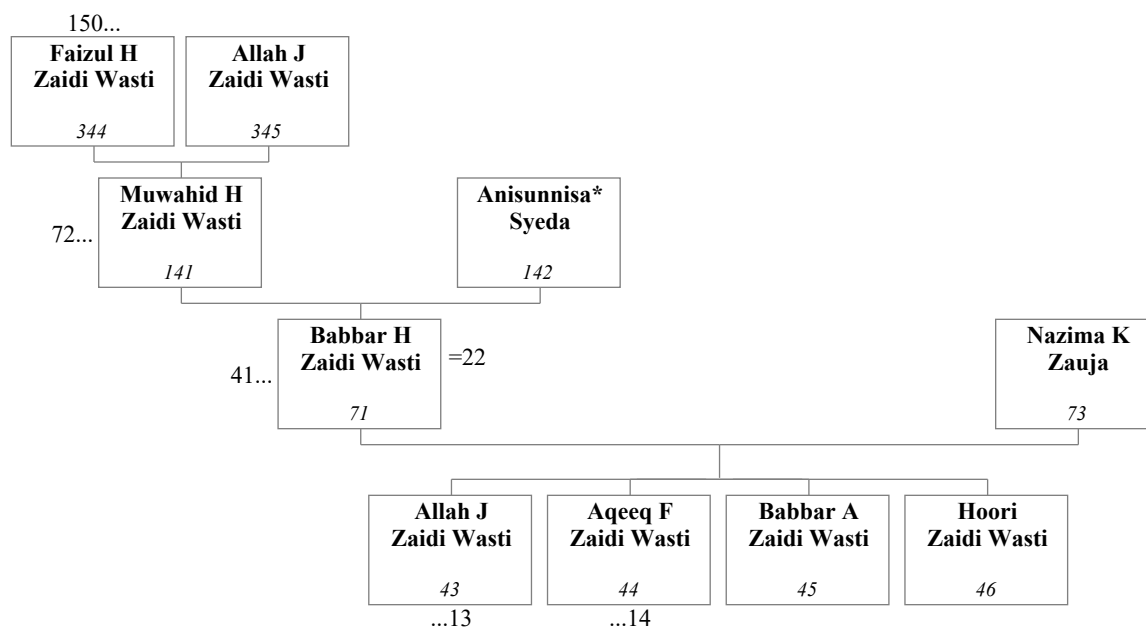 150...
Faizul H
Zaidi Wasti
344
Allah J
Zaidi Wasti
345
72...
Muwahid H
Zaidi Wasti
141
Anisunnisa*
Syeda
142
41...
Babbar H
Zaidi Wasti
71
=22
Nazima K
Zauja
73
Allah J
Zaidi Wasti
43
...13
Aqeeq F
Zaidi Wasti
44
...14
Babbar A
Zaidi Wasti
45
Hoori
Zaidi Wasti
46